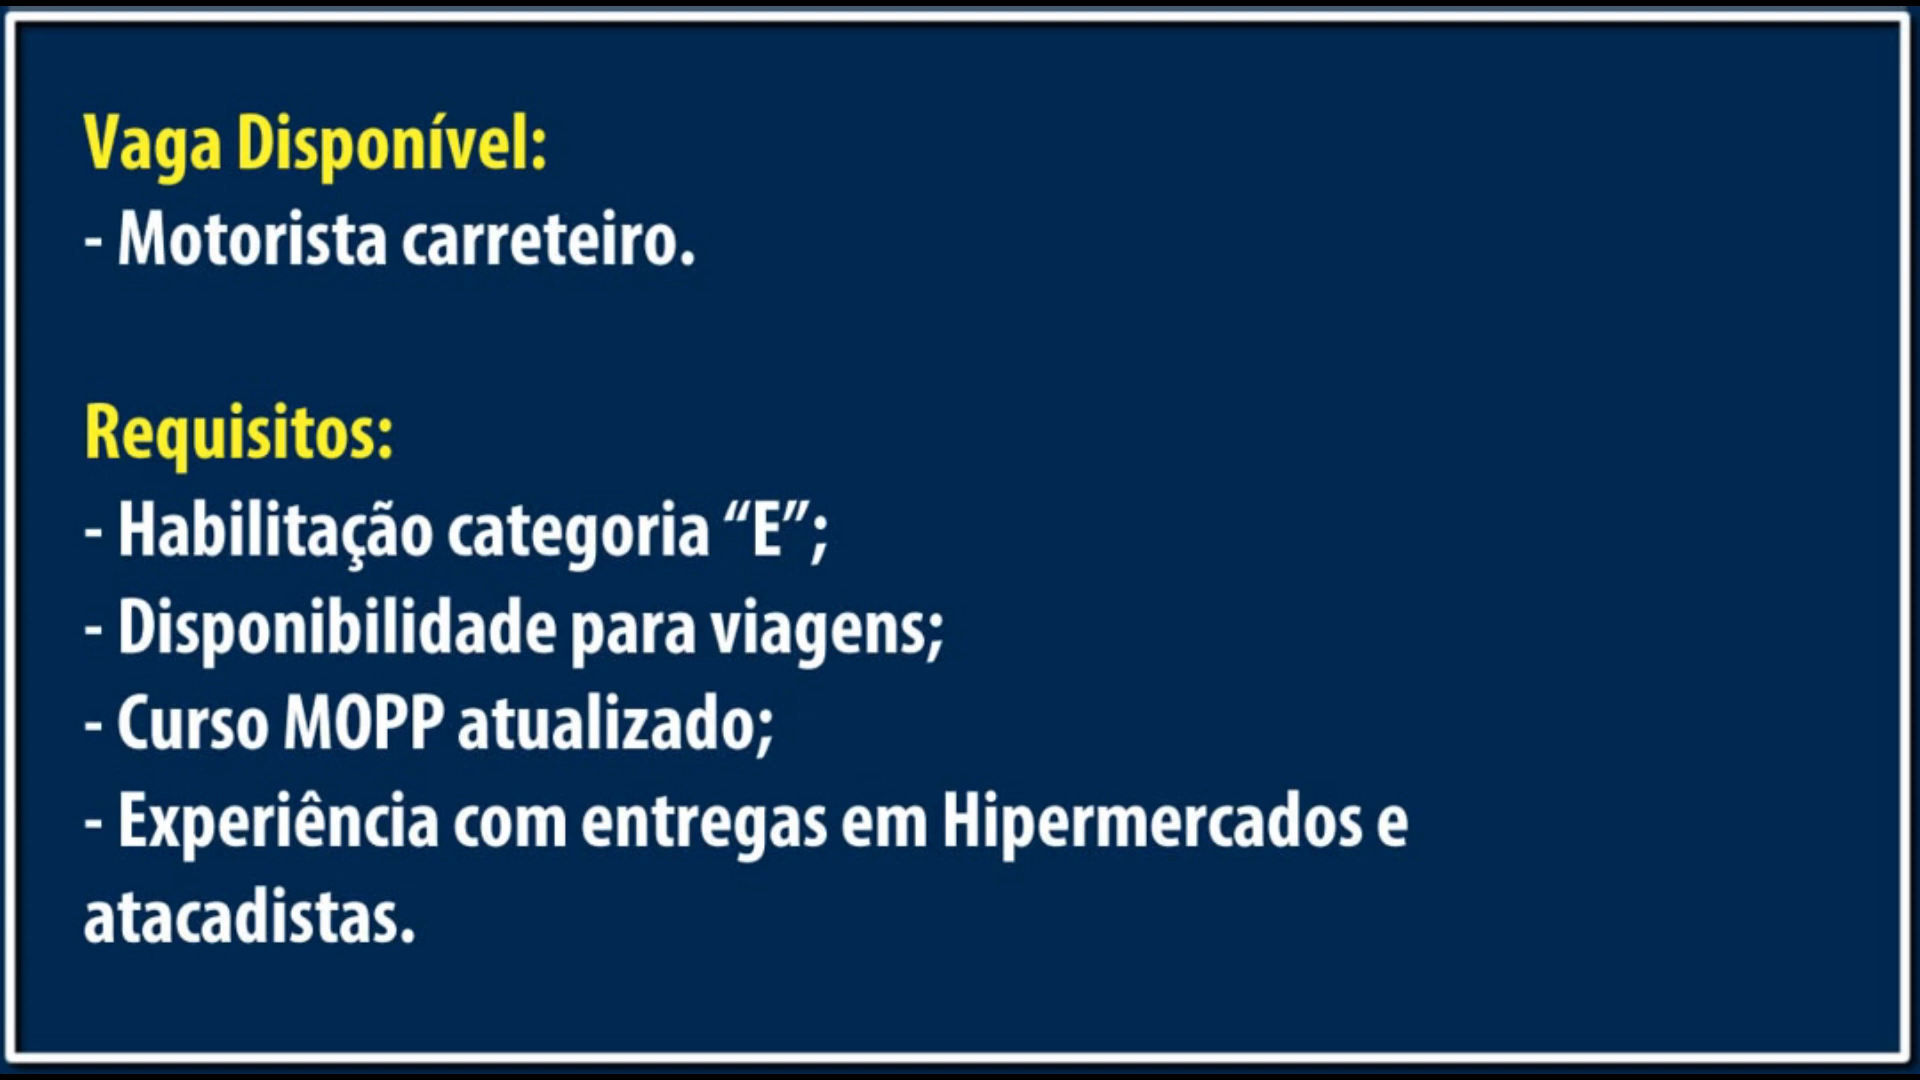 Vaga Disponível:
- Motorista carreteiro.
Requisitos:
- Habilitação categoria “E”;
- Disponibilidade para viagens;
- Curso MOPP atualizado;
- Experiência com entregas em Hipermercados e
atacadistas.